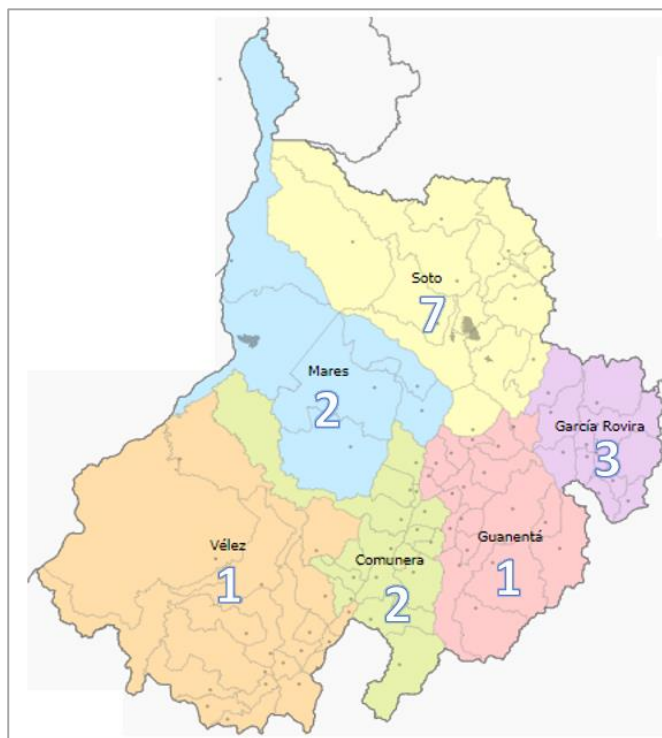 Soto
7
Mares
2
García Rovira
3
Guanentá
1
Vélez
1
Comunera
2